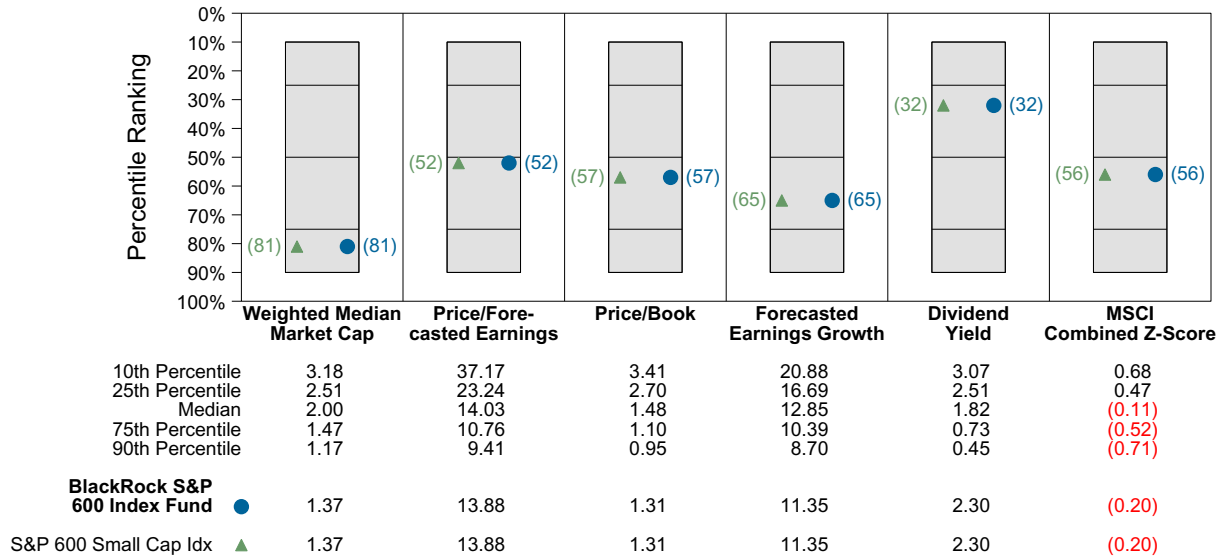 Percentile Ranking
0%
10%
20%
30%
40%
50%
60%
70%
80%
90%
100%
(81) (81)
(52) (52)
(57) (57)
(65) (65)
(32) (32)
(56) (56)
Weighted Median
Market Cap
Price/Fore-
casted Earnings
Price/Book
Forecasted
Earnings Growth
Dividend
Yield
MSCI
Combined Z-Score
10th Percentile 3.18 37.17 3.41 20.88 3.07 0.68
25th Percentile 2.51 23.24 2.70 16.69 2.51 0.47
Median 2.00 14.03 1.48 12.85 1.82 (0.11)
75th Percentile 1.47 10.76 1.10 10.39 0.73 (0.52)
90th Percentile 1.17 9.41 0.95 8.70 0.45 (0.71)
BlackRock S&P
600 Index Fund 1.37 13.88 1.31 11.35 2.30 (0.20)
S&P 600 Small Cap Idx 1.37 13.88 1.31 11.35 2.30 (0.20)